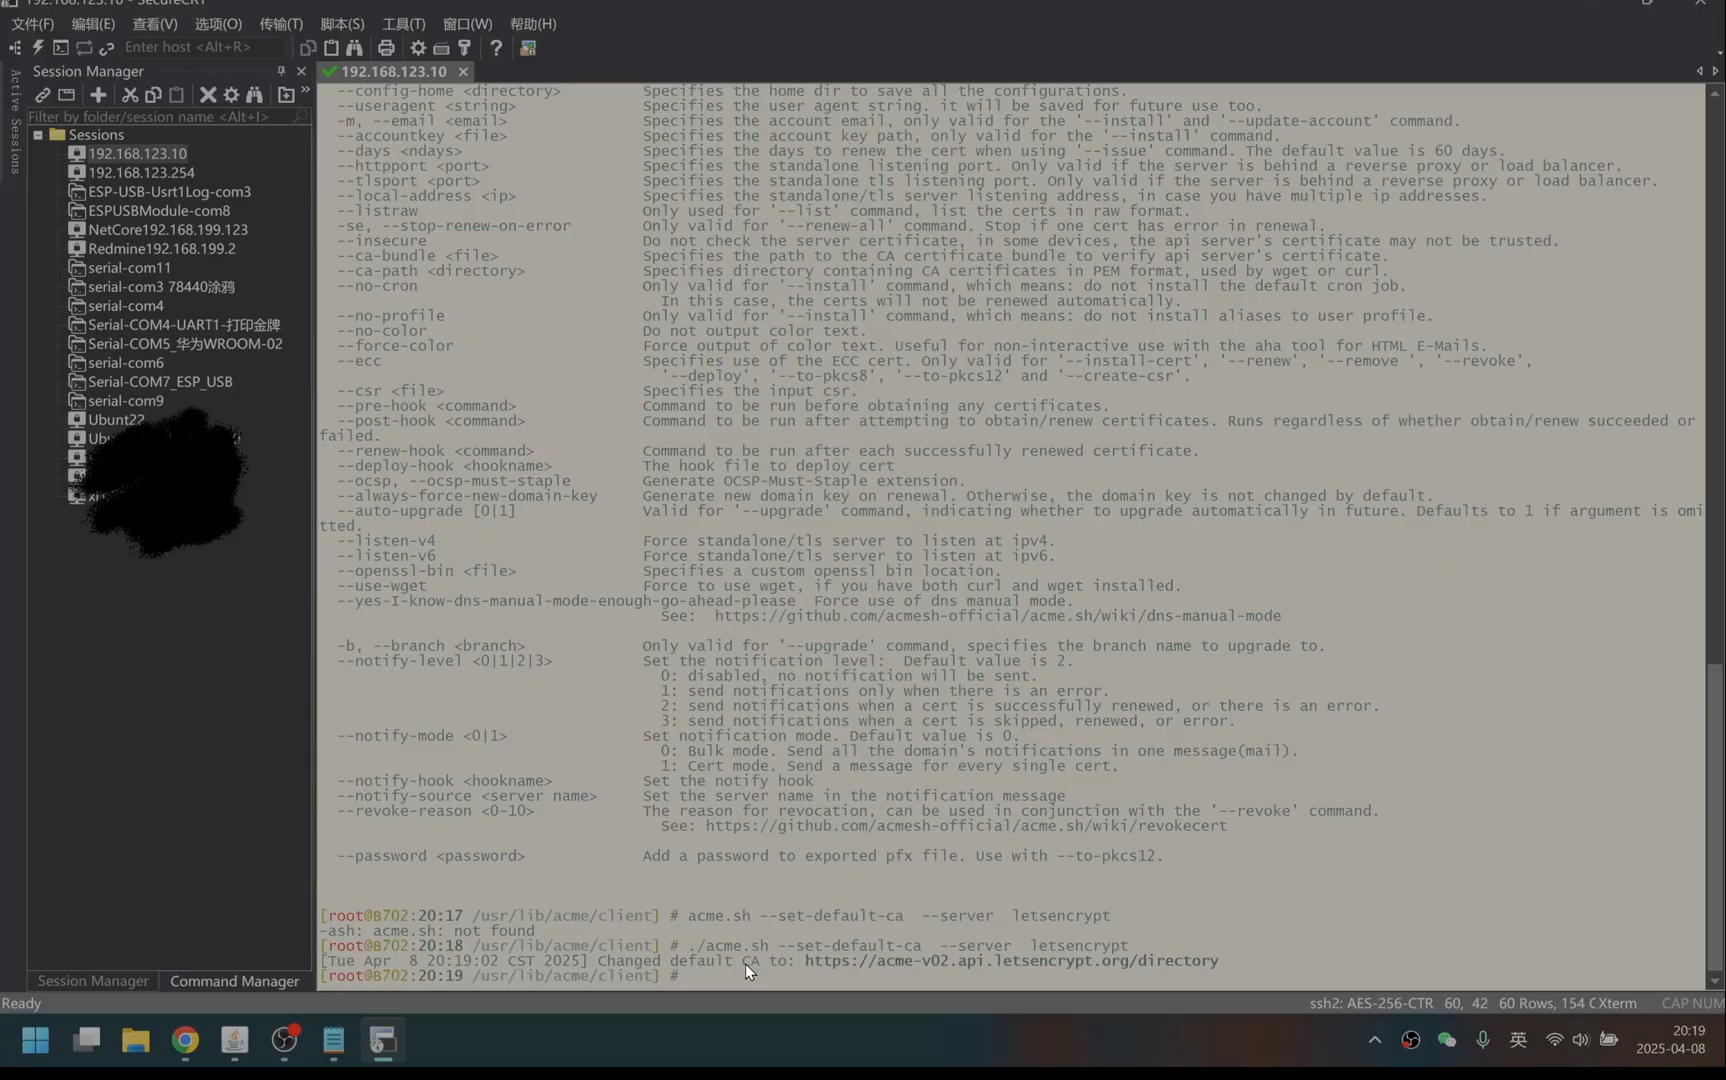 192.168.123.10 - SecureCRT
文件(F) 编辑(E) 查看(V) 选项(O) 传输(T) 脚本(S) 工具(T) 窗口(W) 帮助(H)
Enter host <Alt+R>
Active Sessions
Session Manager
Filter by folder/session name <Alt+I>
Sessions
192.168.123.10
192.168.123.254
ESP-USB-Usrt1Log-com3
ESPUSBModule-com8
NetCore192.168.199.123
Redmine192.168.199.2
serial-com11
serial-com3 78440涂鸦
serial-com4
Serial-COM4-UART1-打印金牌
Serial-COM5_华为WROOM-02
serial-com6
Serial-COM7_ESP_USB
serial-com9
Ubunt22
Session Manager Command Manager
192.168.123.10
--config-home <directory> Specifies the home dir to save all the configurations.
--useragent <string> Specifies the user agent string. it will be saved for future use too.
-m, --email <email> Specifies the account email, only valid for the '--install' and '--update-account' command.
--accountkey <file> Specifies the account key path, only valid for the '--install' command.
--days <ndays> Specifies the days to renew the cert when using '--issue' command. The default value is 60 days.
--httpport <port> Specifies the standalone listening port. Only valid if the server is behind a reverse proxy or load balancer.
--tlsport <port> Specifies the standalone tls listening port. Only valid if the server is behind a reverse proxy or load balancer.
--local-address <ip> Specifies the standalone/tls server listening address, in case you have multiple ip addresses.
--listraw Only used for '--list' command, list the certs in raw format.
-se, --stop-renew-on-error Only valid for '--renew-all' command. Stop if one cert has error in renewal.
--insecure Do not check the server certificate, in some devices, the api server's certificate may not be trusted.
--ca-bundle <file> Specifies the path to the CA certificate bundle to verify api server's certificate.
--ca-path <directory> Specifies directory containing CA certificates in PEM format, used by wget or curl.
--no-cron Only valid for '--install' command, which means: do not install the default cron job.
In this case, the certs will not be renewed automatically.
--no-profile Only valid for '--install' command, which means: do not install aliases to user profile.
--no-color Do not output color text.
--force-color Force output of color text. Useful for non-interactive use with the aha tool for HTML E-Mails.
--ecc Specifies use of the ECC cert. Only valid for '--install-cert', '--renew', '--remove ', '--revoke',
'--deploy', '--to-pkcs8', '--to-pkcs12' and '--create-csr'.
--csr <file> Specifies the input csr.
--pre-hook <command> Command to be run before obtaining any certificates.
--post-hook <command> Command to be run after attempting to obtain/renew certificates. Runs regardless of whether obtain/renew succeeded or
failed.
--renew-hook <command> Command to be run after each successfully renewed certificate.
--deploy-hook <hookname> The hook file to deploy cert
--ocsp, --ocsp-must-staple Generate OCSP-Must-Staple extension.
--always-force-new-domain-key Generate new domain key on renewal. Otherwise, the domain key is not changed by default.
--auto-upgrade [0|1] Valid for '--upgrade' command, indicating whether to upgrade automatically in future. Defaults to 1 if argument is omi
tted.
--listen-v4 Force standalone/tls server to listen at ipv4.
--listen-v6 Force standalone/tls server to listen at ipv6.
--openssl-bin <file> Specifies a custom openssl bin location.
--use-wget Force to use wget, if you have both curl and wget installed.
--yes-I-know-dns-manual-mode-enough-go-ahead-please Force use of dns manual mode.
See: https://github.com/acmesh-official/acme.sh/wiki/dns-manual-mode
-b, --branch <branch> Only valid for '--upgrade' command, specifies the branch name to upgrade to.
--notify-level <0|1|2|3> Set the notification level: Default value is 2.
0: disabled, no notification will be sent.
1: send notifications only when there is an error.
2: send notifications when a cert is successfully renewed, or there is an error.
3: send notifications when a cert is skipped, renewed, or error.
--notify-mode <0|1> Set notification mode. Default value is 0.
0: Bulk mode. Send all the domain's notifications in one message(mail).
1: Cert mode. Send a message for every single cert.
--notify-hook <hookname> Set the notify hook
--notify-source <server name> Set the server name in the notification message
--revoke-reason <0-10> The reason for revocation, can be used in conjunction with the '--revoke' command.
See: https://github.com/acmesh-official/acme.sh/wiki/revokecert
--password <password> Add a password to exported pfx file. Use with --to-pkcs12.
[root@B702:20:17 /usr/lib/acme/client] # acme.sh --set-default-ca --server letsencrypt
-ash: acme.sh: not found
[root@B702:20:18 /usr/lib/acme/client] # ./acme.sh --set-default-ca --server letsencrypt
[Tue Apr 8 20:19:02 CST 2025] Changed default CA to: https://acme-v02.api.letsencrypt.org/directory
[root@B702:20:19 /usr/lib/acme/client] #
Ready
ssh2: AES-256-CTR 60, 42 60 Rows, 154 C Xterm CAP NUM
英
20:19
2025-04-08